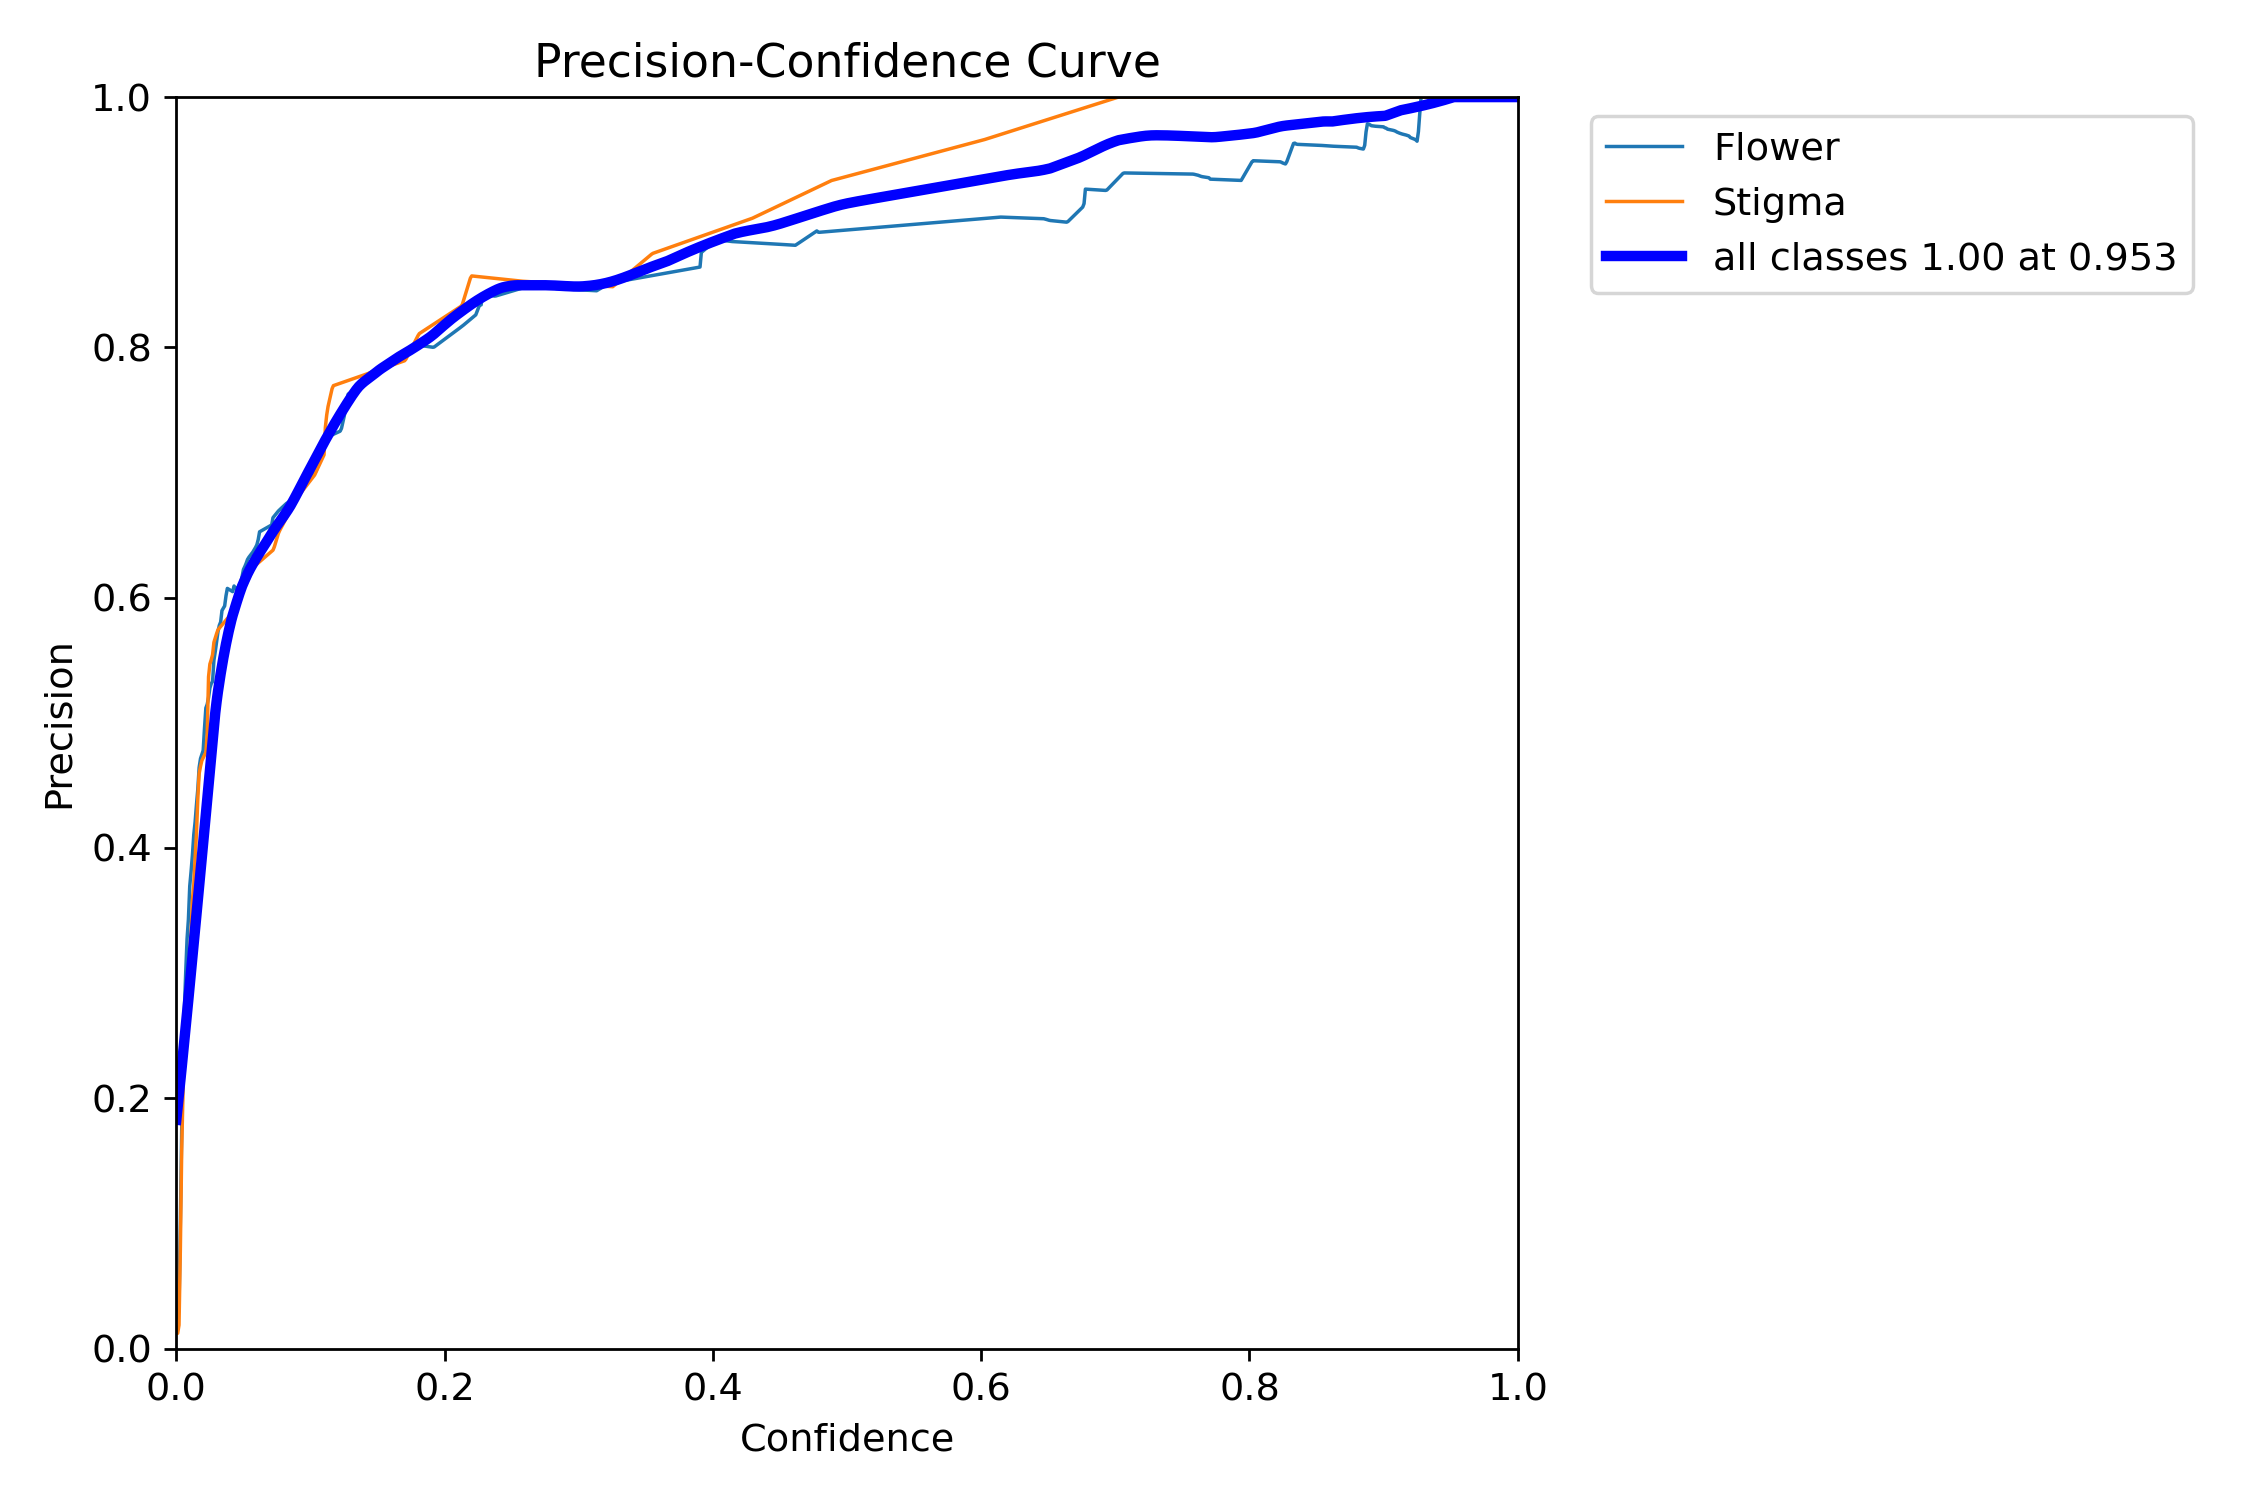 Precision-Confidence Curve
Flower
Stigma
all classes 1.00 at 0.953
1.0
0.8
0.6
0.4
0.2
0.0
Precision
0.0 0.2 0.4 0.6 0.8 1.0
Confidence